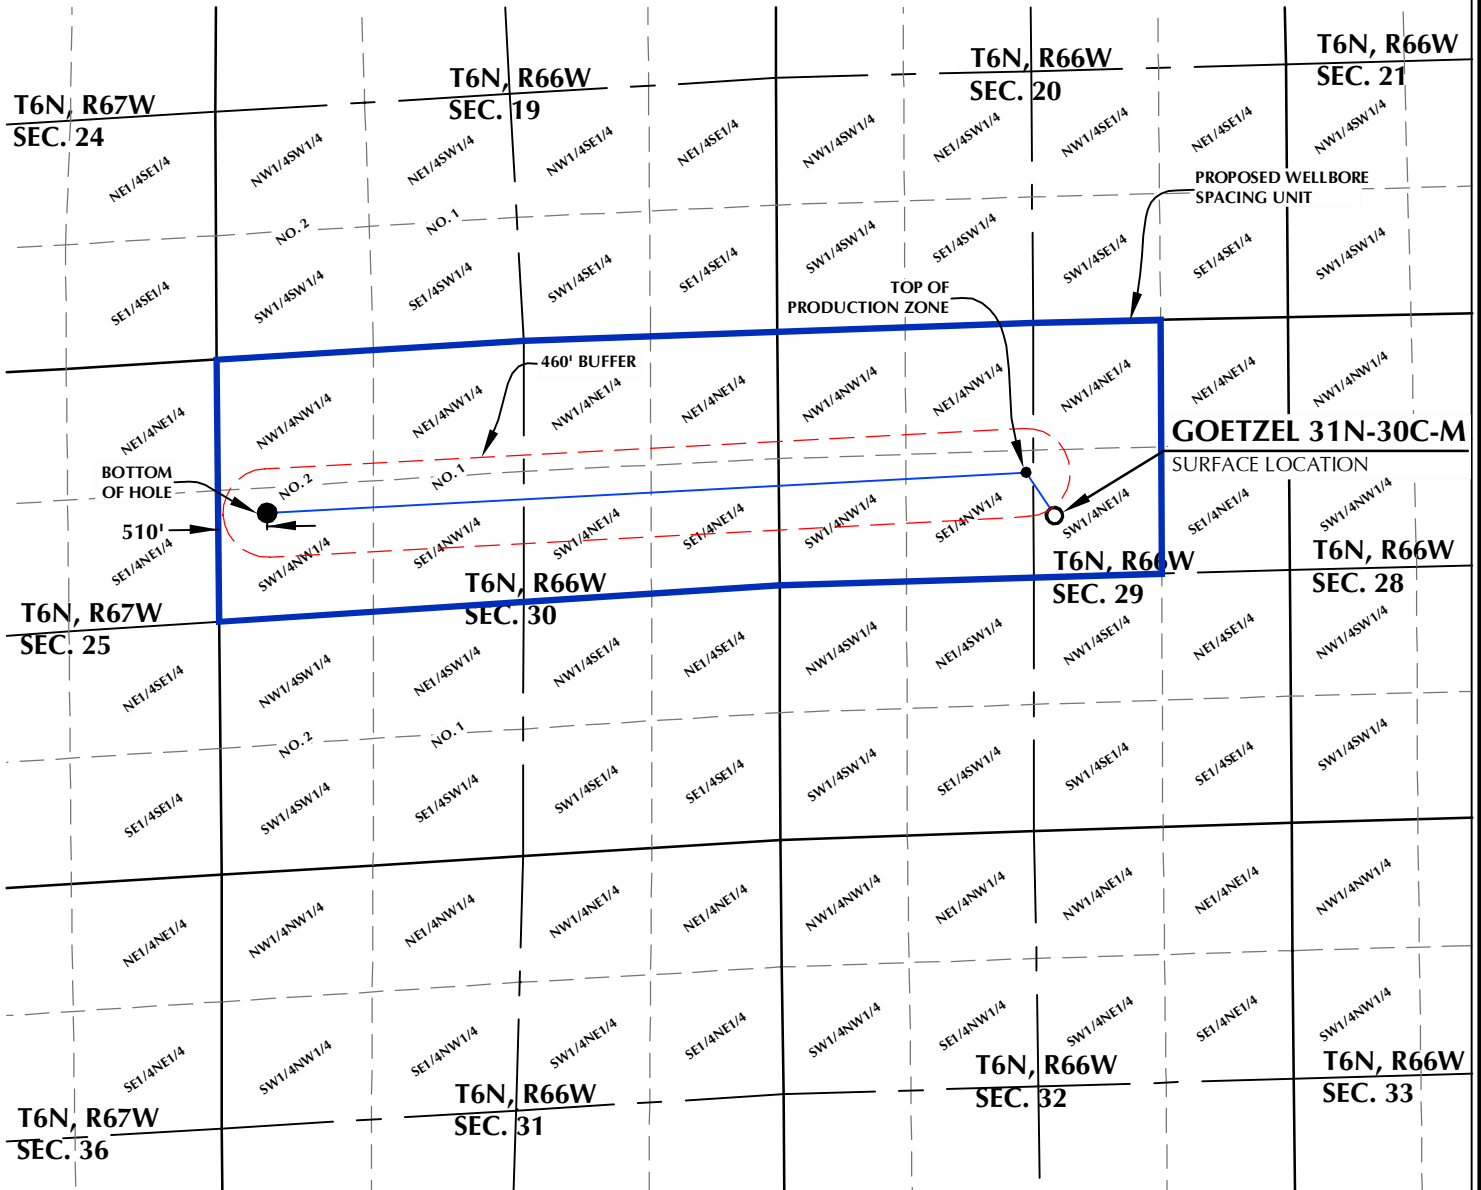 T6N, R66W
SEC. 21
T6N, R66W
SEC. 20
T6N, R66W
SEC. 19
T6N, R67W
SEC. 24
NE1/4SE1/4
NW1/4SW1/4
NE1/4SW1/4
NW1/4SE1/4
NE1/4SE1/4
NW1/4SW1/4
NE1/4SW1/4
NW1/4SE1/4
NE1/4SE1/4
NW1/4SW1/4
PROPOSED WELLBORE
SPACING UNIT
NO. 2
NO. 1
SE1/4SE1/4
SW1/4SW1/4
SE1/4SW1/4
SW1/4SE1/4
SE1/4SE1/4
SW1/4SW1/4
SE1/4SW1/4
SW1/4SE1/4
SE1/4SE1/4
SW1/4SW1/4
TOP OF
PRODUCTION ZONE
460' BUFFER
NE1/4NE1/4
NW1/4NW1/4
NE1/4NW1/4
NW1/4NE1/4
NE1/4NE1/4
NW1/4NW1/4
NE1/4NW1/4
NW1/4NE1/4
NE1/4NE1/4
NW1/4NW1/4
GOETZEL 31N-30C-M
SURFACE LOCATION
BOTTOM
OF HOLE
NO. 2
NO. 1
510'
SE1/4NE1/4
SW1/4NW1/4
SE1/4NW1/4
SW1/4NE1/4
SE1/4NE1/4
SW1/4NW1/4
SE1/4NW1/4
SW1/4NE1/4
SE1/4NE1/4
SW1/4NW1/4
T6N, R66W
SEC. 28
T6N, R66W
SEC. 29
T6N, R66W
SEC. 30
T6N, R67W
SEC. 25
NE1/4SE1/4
NW1/4SW1/4
NE1/4SW1/4
NW1/4SE1/4
NE1/4SE1/4
NW1/4SW1/4
NE1/4SW1/4
NW1/4SE1/4
NE1/4SE1/4
NW1/4SW1/4
NO. 2
NO. 1
SE1/4SE1/4
SW1/4SW1/4
SE1/4SW1/4
SW1/4SE1/4
SE1/4SE1/4
SW1/4SW1/4
SE1/4SW1/4
SW1/4SE1/4
SE1/4SE1/4
SW1/4SW1/4
NE1/4NE1/4
NW1/4NW1/4
NE1/4NW1/4
NW1/4NE1/4
NE1/4NE1/4
NW1/4NW1/4
NE1/4NW1/4
NW1/4NE1/4
NE1/4NE1/4
NW1/4NW1/4
SE1/4NE1/4
SW1/4NW1/4
SE1/4NW1/4
SW1/4NE1/4
SE1/4NE1/4
SW1/4NW1/4
SE1/4NW1/4
SW1/4NE1/4
SE1/4NE1/4
SW1/4NW1/4
T6N, R66W
SEC. 33
T6N, R66W
SEC. 32
T6N, R66W
SEC. 31
T6N, R67W
SEC. 36